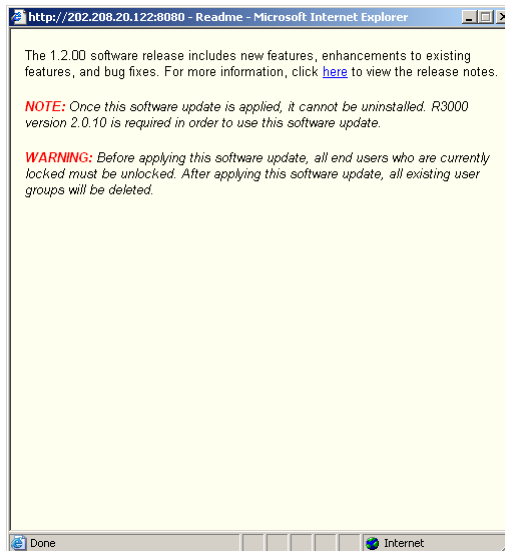 http://202.208.20.122:8080 - Readme - Microsoft Internet Explorer
The 1.2.00 software release includes new features, enhancements to existing
features, and bug fixes. For more information, click here to view the release notes.
NOTE: Once this software update is applied, it cannot be uninstalled. R3000
version 2.0.10 is required in order to use this software update.
WARNING: Before applying this software update, all end users who are currently
locked must be unlocked. After applying this software update, all existing user
groups will be deleted.
Done
Internet